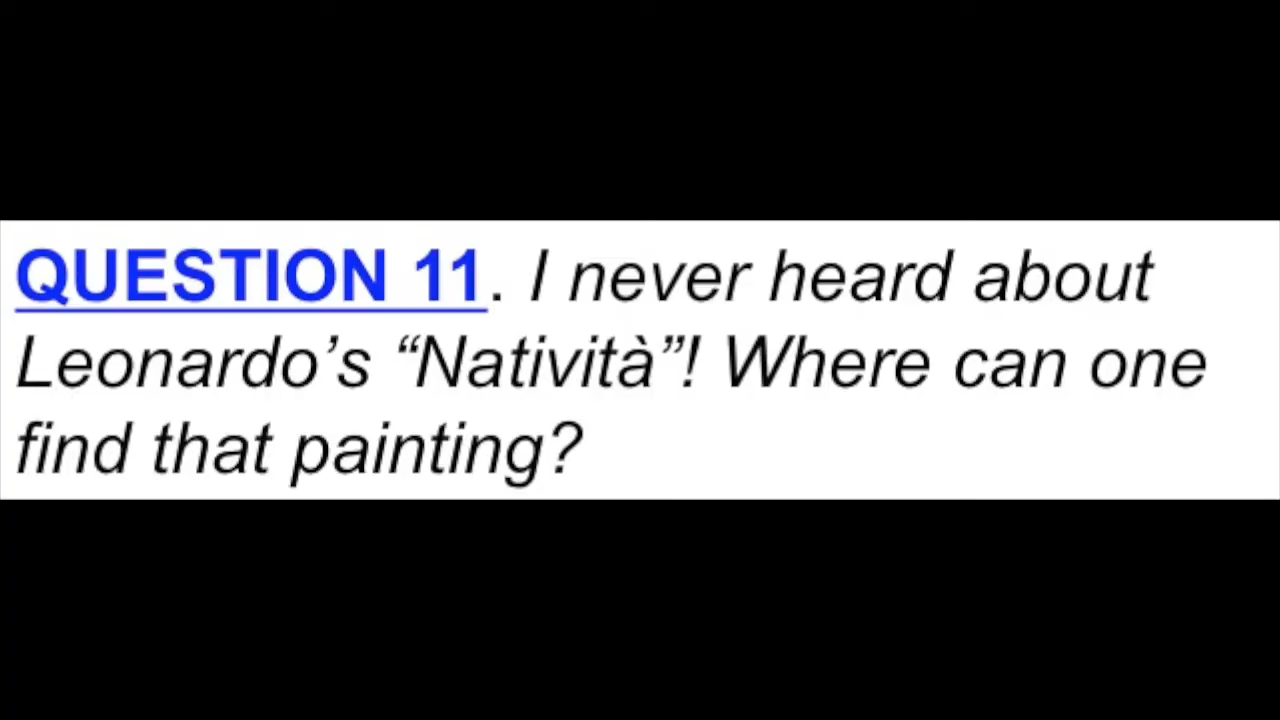 QUESTION 11. I never heard about
Leonardo’s “Natività”! Where can one
find that painting?